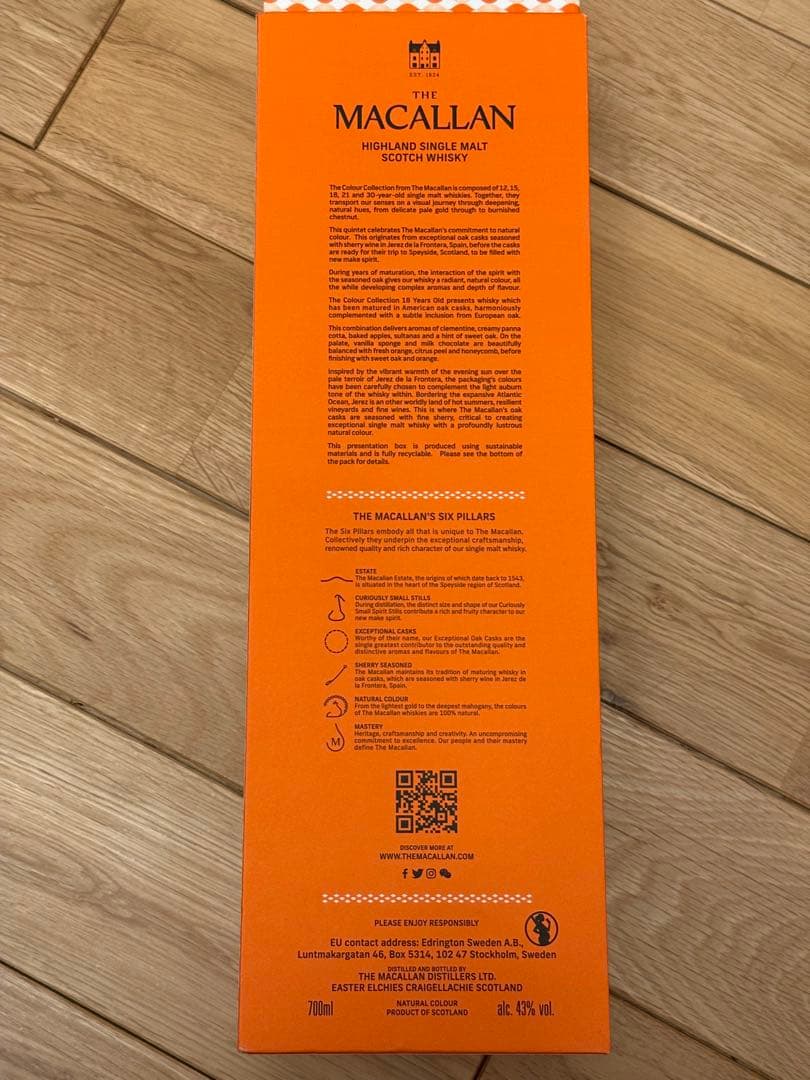 EST. 1824
THE
MACALLAN
HIGHLAND SINGLE MALT
SCOTCH WHISKY
The Colour Collection from The Macallan is composed of 12, 15,
18, 21 and 30-year-old single malt whiskies. Together, they
transport our senses on a visual journey through deepening,
natural hues, from delicate pale gold through to burnished
chestnut.
This quintet celebrates The Macallan's commitment to natural
colour. This originates from exceptional oak casks seasoned
with sherry wine in Jerez de la Frontera, Spain, before the casks
are ready for their trip to Speyside, Scotland, to be filled with
new make spirit.
During years of maturation, the interaction of the spirit with
the seasoned oak gives our whisky a radiant, natural colour, all
the while developing complex aromas and depth of flavour.
The Colour Collection 18 Years Old presents whisky which
has been matured in American oak casks, harmoniously
complemented with a subtle inclusion from European oak.
This combination delivers aromas of clementine, creamy panna
cotta, baked apples, sultanas and a hint of sweet oak. On the
palate, vanilla sponge and milk chocolate are beautifully
balanced with fresh orange, citrus peel and honeycomb, before
finishing with sweet oak and orange.
Inspired by the vibrant warmth of the evening sun over the
pale terroir of Jerez de la Frontera, the packaging's colours
have been carefully chosen to complement the light auburn
tone of the whisky within. Bordering the expansive Atlantic
Ocean, Jerez is an other worldly land of hot summers, resilient
vineyards and fine wines. This is where The Macallan's oak
casks are seasoned with fine sherry, critical to creating
exceptional single malt whisky with a profoundly lustrous
natural colour.
This presentation box is produced using sustainable
materials and is fully recyclable. Please see the bottom of
the pack for details.
THE MACALLAN'S SIX PILLARS
The Six Pillars embody all that is unique to The Macallan.
Collectively they underpin the exceptional craftsmanship,
renowned quality and rich character of our single malt whisky.
ESTATE
The Macallan Estate, the origins of which date back to 1543,
is situated in the heart of the Speyside region of Scotland.
CURIOUSLY SMALL STILLS
During distillation, the distinct size and shape of our Curiously
Small Spirit Stills contribute a rich and fruity character to our
new make spirit.
EXCEPTIONAL CASKS
Worthy of their name, our Exceptional Oak Casks are the
single greatest contributor to the outstanding quality and
distinctive aromas and flavours of The Macallan.
SHERRY SEASONED
The Macallan maintains its tradition of maturing whisky in
oak casks, which are seasoned with sherry wine in Jerez de
la Frontera, Spain.
NATURAL COLOUR
From the lightest gold to the deepest mahogany, the colours
of The Macallan whiskies are 100% natural.
MASTERY
Heritage, craftsmanship and creativity. An uncompromising
commitment to excellence. Our people and their mastery
define The Macallan.
M
DISCOVER MORE AT
WWW.THEMACALLAN.COM
PLEASE ENJOY RESPONSIBLY
EU contact address: Edrington Sweden A.B.,
Luntmakargatan 46, Box 5314, 102 47 Stockholm, Sweden
DISTILLED AND BOTTLED BY
THE MACALLAN DISTILLERS LTD.
EASTER ELCHIES CRAIGELLACHIE SCOTLAND
700ml NATURAL COLOUR alc. 43% vol.
PRODUCT OF SCOTLAND